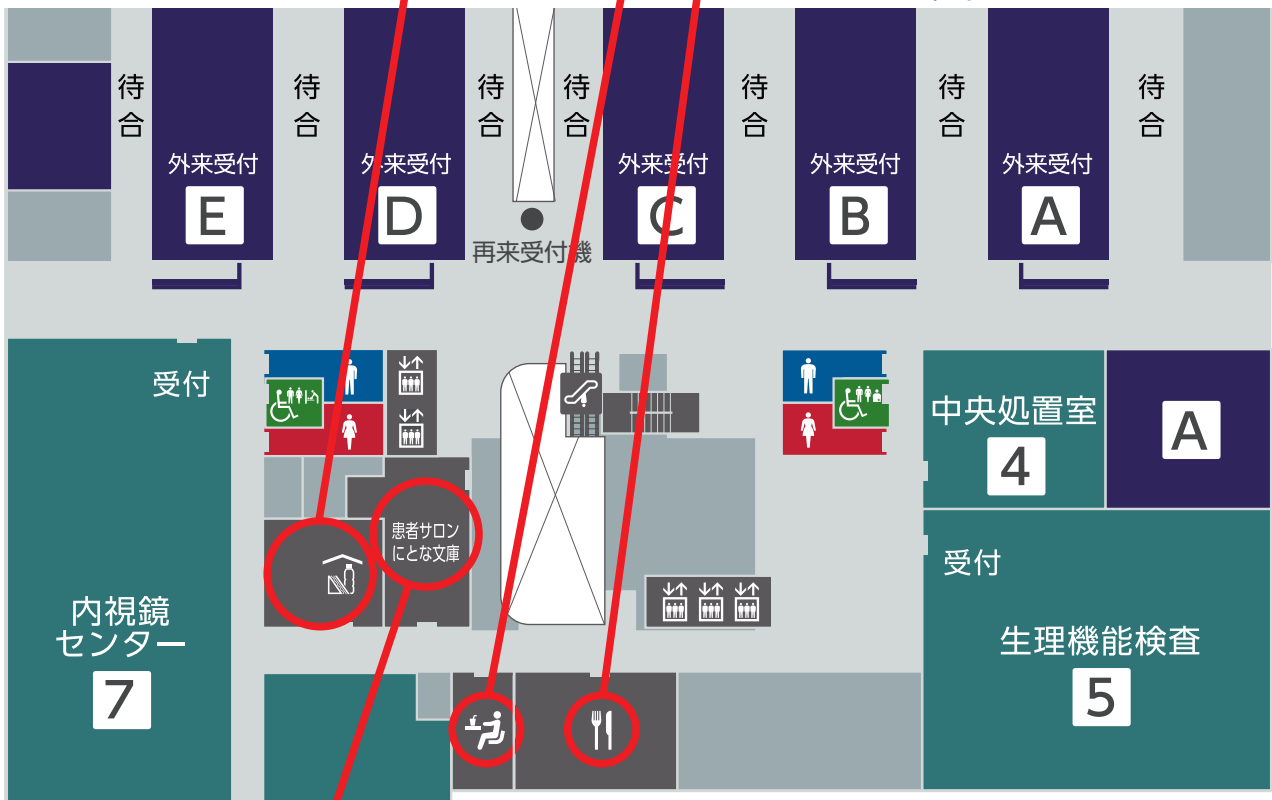 待合
待合
待合
待合
待合
待合
待合
外来受付
E
外来受付
D
外来受付
C
外来受付
B
外来受付
A
再来受付機
受付
中央処置室
4
A
患者サロン
にとな文庫
受付
内視鏡
センター
7
生理機能検査
5